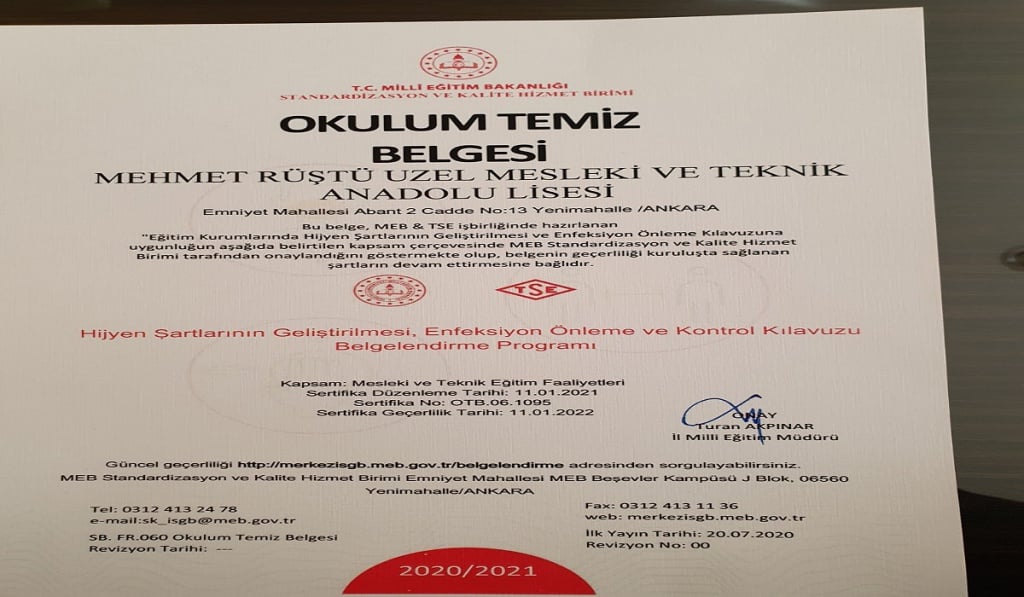 T.C. MİLLÎ EĞİTİM BAKANLIĞI
STANDARDİZASYON VE KALİTE HİZMET BİRİMİ
OKULUM TEMİZ
BELGESİ
MEHMET RÜŞTÜ UZEL MESLEKİ VE TEKNİK
ANADOLU LİSESİ
Emniyet Mahallesi Abant 2 Cadde No:13 Yenimahalle /ANKARA
Bu belge, MEB & TSE işbirliğinde hazırlanan
"Eğitim Kurumlarında Hijyen Şartlarının Geliştirilmesi ve Enfeksiyon Önleme Kılavuzuna
uygunluğun aşağıda belirtilen kapsam çerçevesinde MEB Standardizasyon ve Kalite Hizmet
Birimi tarafından onaylandığını göstermekte olup, belgenin geçerliliği kuruluşta sağlanan
şartların devam ettirmesine bağlıdır.
TSE
Hijyen Şartlarının Geliştirilmesi, Enfeksiyon Önleme ve Kontrol Kılavuzu
Belgelendirme Programı
Kapsam: Mesleki ve Teknik Eğitim Faaliyetleri
Sertifika Düzenleme Tarihi: 11.01.2021
Sertifika No: OTB.06.1095
Sertifika Geçerlilik Tarihi: 11.01.2022
ONAY
Turan AKPINAR
İl Milli Eğitim Müdürü
Güncel geçerliliği http://merkezisgb.meb.gov.tr/belgelendirme adresinden sorgulayabilirsiniz.
MEB Standardizasyon ve Kalite Hizmet Birimi Emniyet Mahallesi MEB Beşevler Kampüsü J Blok, 06560
Yenimahalle/ANKARA
Tel: 0312 413 24 78
e-mail:sk_isgb@meb.gov.tr
Fax: 0312 413 11 36
web: merkezisgb.meb.gov.tr
SB. FR.060 Okulum Temiz Belgesi
Revizyon Tarihi: ---
İlk Yayın Tarihi: 20.07.2020
Revizyon No: 00
2020/2021